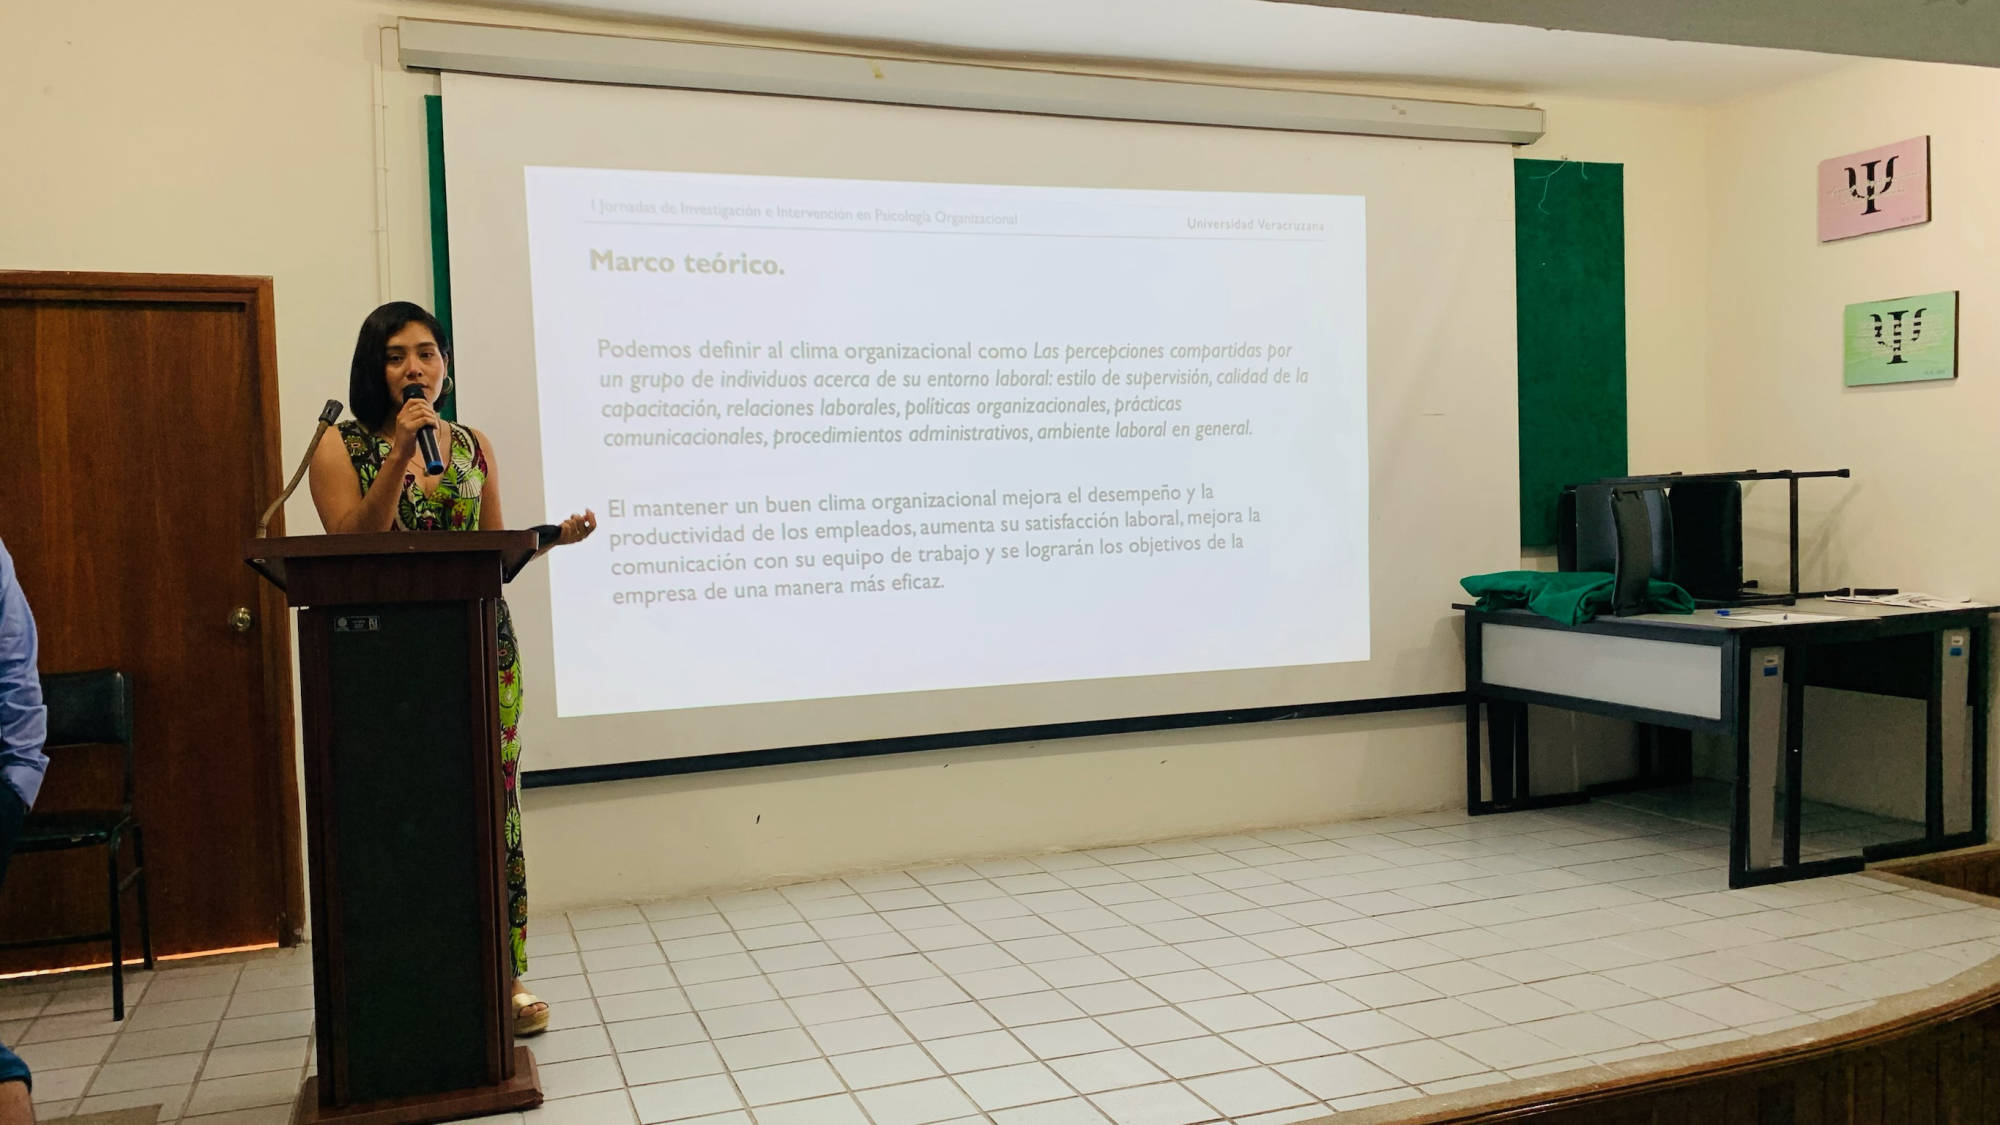 I Jornadas de Investigación e Intervención en Psicología Organizacional
Universidad Veracruzana
Marco teórico.
Podemos definir al clima organizacional como Las percepciones compartidas por
un grupo de individuos acerca de su entorno laboral: estilo de supervisión, calidad de la
capacitación, relaciones laborales, políticas organizacionales, prácticas
comunicacionales, procedimientos administrativos, ambiente laboral en general.
El mantener un buen clima organizacional mejora el desempeño y la
productividad de los empleados, aumenta su satisfacción laboral, mejora la
comunicación con su equipo de trabajo y se lograrán los objetivos de la
empresa de una manera más eficaz.
Ψ
Ψ